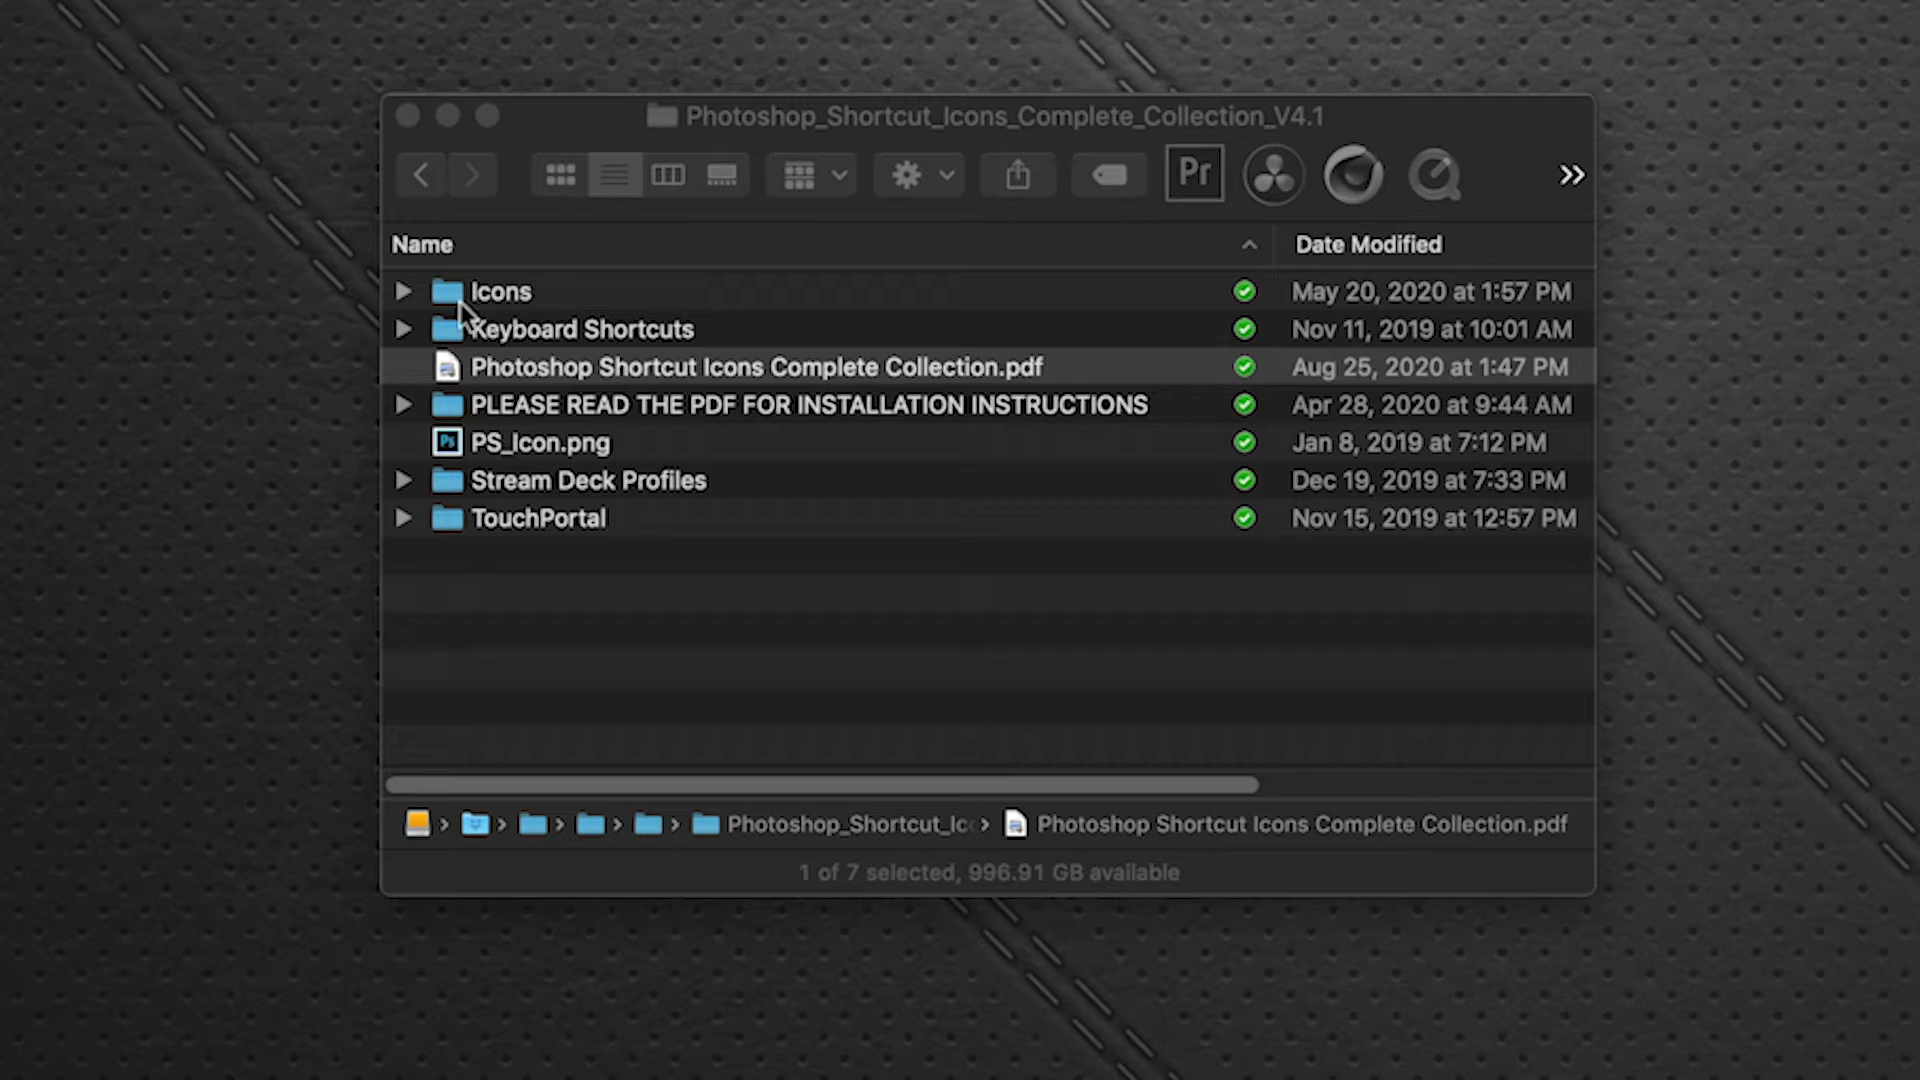 Photoshop_Shortcut_Icons_Complete_Collection_V4.1
Pr
Name Date Modified
Icons May 20, 2020 at 1:57 PM
Keyboard Shortcuts Nov 11, 2019 at 10:01 AM
Photoshop Shortcut Icons Complete Collection.pdf Aug 25, 2020 at 1:47 PM
PLEASE READ THE PDF FOR INSTALLATION INSTRUCTIONS Apr 28, 2020 at 9:44 AM
Ps PS_Icon.png Jan 8, 2019 at 7:12 PM
Stream Deck Profiles Dec 19, 2019 at 7:33 PM
TouchPortal Nov 15, 2019 at 12:57 PM
Photoshop_Shortcut_Ic Photoshop Shortcut Icons Complete Collection.pdf
1 of 7 selected, 996.91 GB available